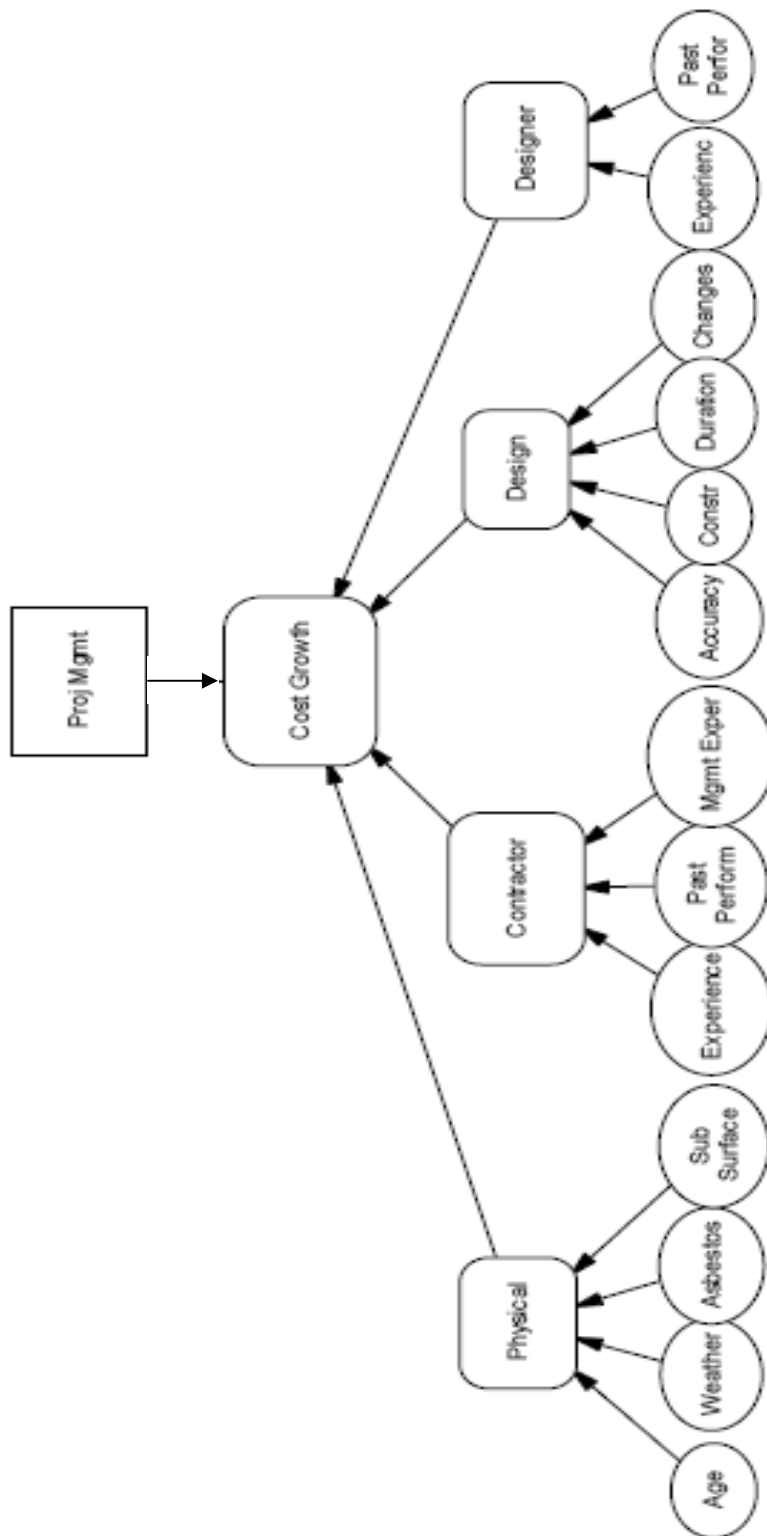 Proj Mgmt
Cost Growth
Physical
Contractor
Design
Designer
Age
Weather
Asbestos
Sub
Surface
Experience
Past
Perform
Mgmt Exper
Accuracy
Constr
Duration
Changes
Experienc
Past
Perfor